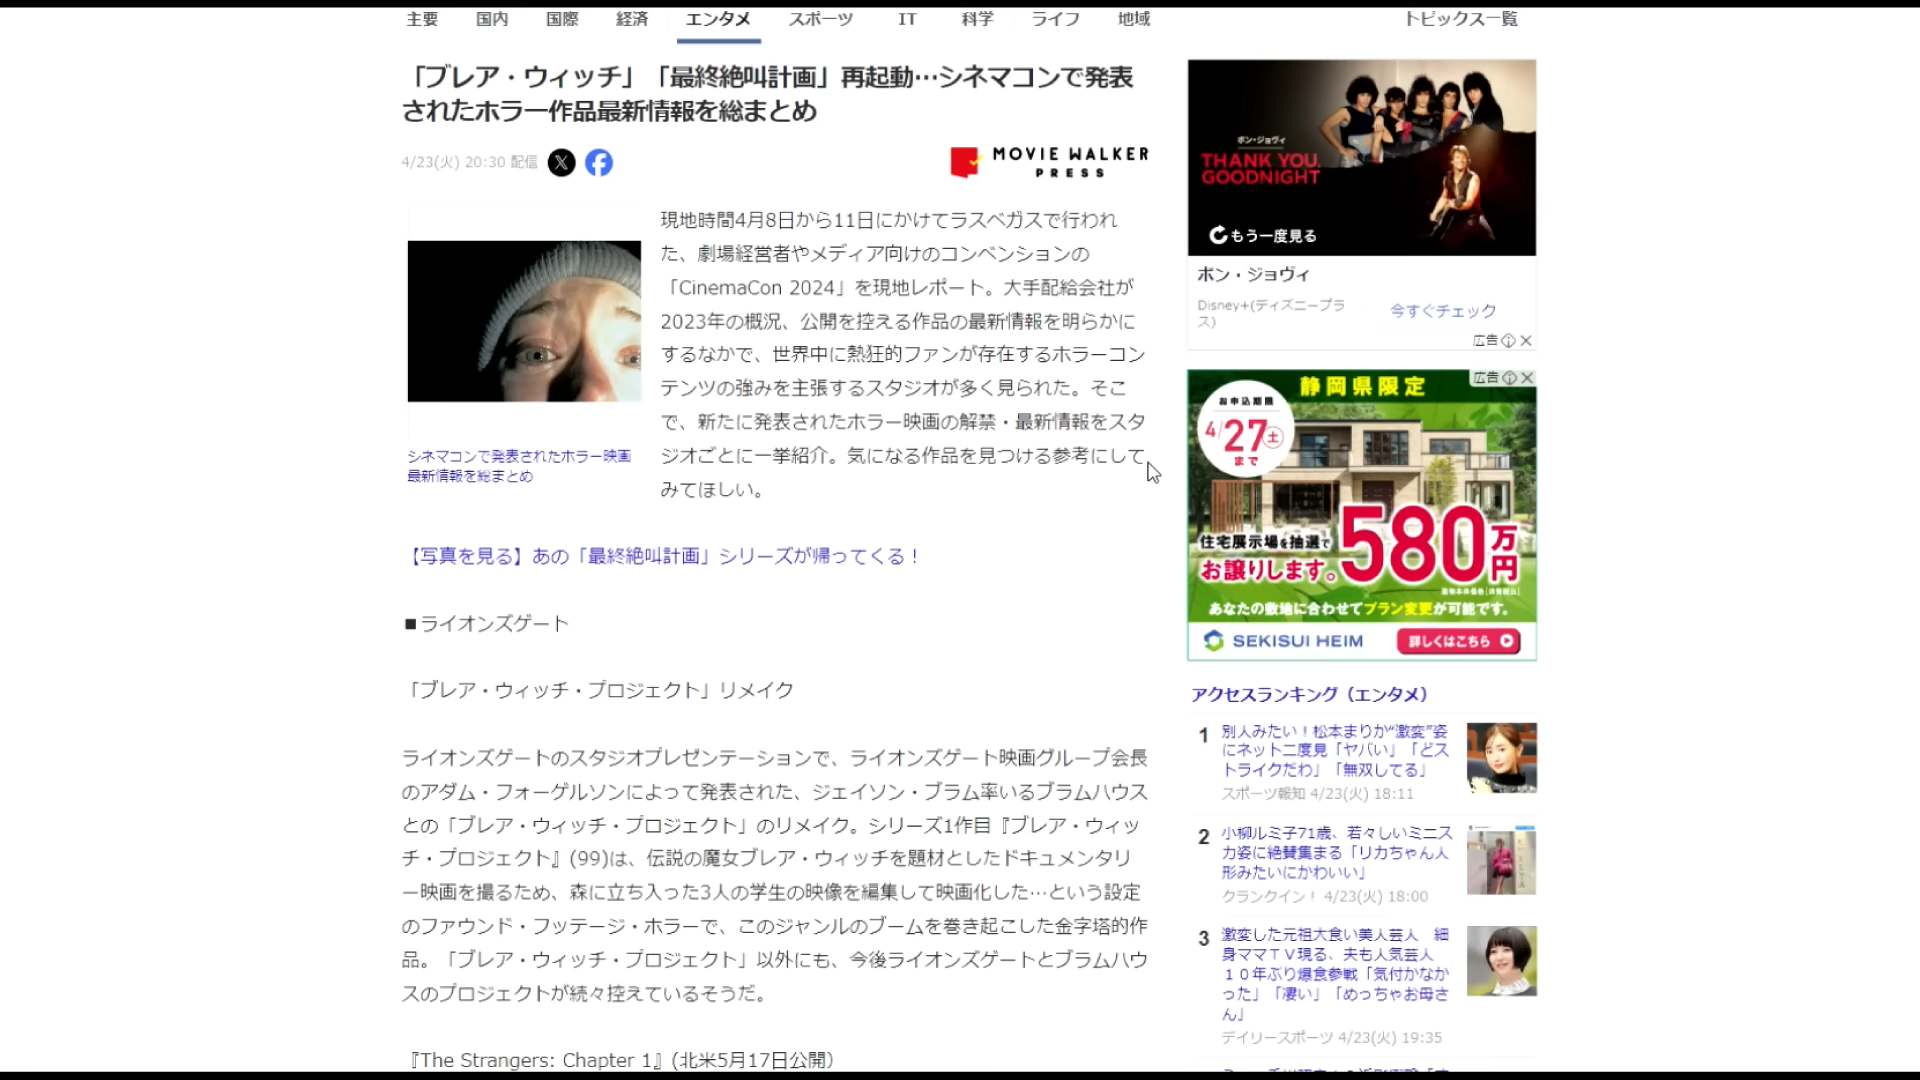 主要 国内 国際 経済 エンタメ スポーツ IT 科学 ライフ 地域 トピックス一覧
「ブレア・ウィッチ」「最終絶叫計画」再起動…シネマコンで発表
されたホラー作品最新情報を総まとめ
4/23(火) 20:30 配信
MOVIE WALKER
PRESS
現地時間4月8日から11日にかけてラスベガスで行われ
た、劇場経営者やメディア向けのコンベンションの
「CinemaCon 2024」を現地レポート。大手配給会社が
2023年の概況、公開を控える作品の最新情報を明らかに
するなかで、世界中に熱狂的ファンが存在するホラーコン
テンツの強みを主張するスタジオが多く見られた。そこ
で、新たに発表されたホラー映画の解禁・最新情報をスタ
ジオごとに一挙紹介。気になる作品を見つける参考にして
みてほしい。
シネマコンで発表されたホラー映画
最新情報を総まとめ
【写真を見る】あの「最終絶叫計画」シリーズが帰ってくる！
■ライオンズゲート
「ブレア・ウィッチ・プロジェクト」リメイク
ライオンズゲートのスタジオプレゼンテーションで、ライオンズゲート映画グループ会長
のアダム・フォーゲルソンによって発表された、ジェイソン・ブラム率いるブラムハウス
との「ブレア・ウィッチ・プロジェクト」のリメイク。シリーズ1作目『ブレア・ウィッ
チ・プロジェクト』(99)は、伝説の魔女ブレア・ウィッチを題材としたドキュメンタリ
ー映画を撮るため、森に立ち入った3人の学生の映像を編集して映画化した…という設定
のファウンド・フッテージ・ホラーで、このジャンルのブームを巻き起こした金字塔的作
品。「ブレア・ウィッチ・プロジェクト」以外にも、今後ライオンズゲートとブラムハウ
スのプロジェクトが続々控えているそうだ。
『The Strangers: Chapter 1』(北米5月17日公開)
ボン・ジョヴィ
THANK YOU,
GOODNIGHT
もう一度見る
ボン・ジョヴィ
Disney+(ディズニープラ
ス)
今すぐチェック
広告
静岡県限定
広告
お申込期限
4/27土
まで
住宅展示場を抽選で
お譲りします。
580万円
あなたの敷地に合わせてプラン変更が可能です。
SEKISUI HEIM
詳しくはこちら
アクセスランキング（エンタメ）
1
別人みたい！松本まりか“激変”姿
にネット二度見「ヤバい」「どス
トライクだわ」「無双してる」
スポーツ報知 4/23(火) 18:11
2
小柳ルミ子71歳、若々しいミニス
カ姿に絶賛集まる「リカちゃん人
形みたいにかわいい」
クランクイン！ 4/23(火) 18:00
3
激変した元祖大食い美人芸人　細
身ママＴＶ現る、夫も人気芸人
１０年ぶり爆食参戦「気付かなか
った」「凄い」「めっちゃお母さ
ん」
デイリースポーツ 4/23(火) 19:35